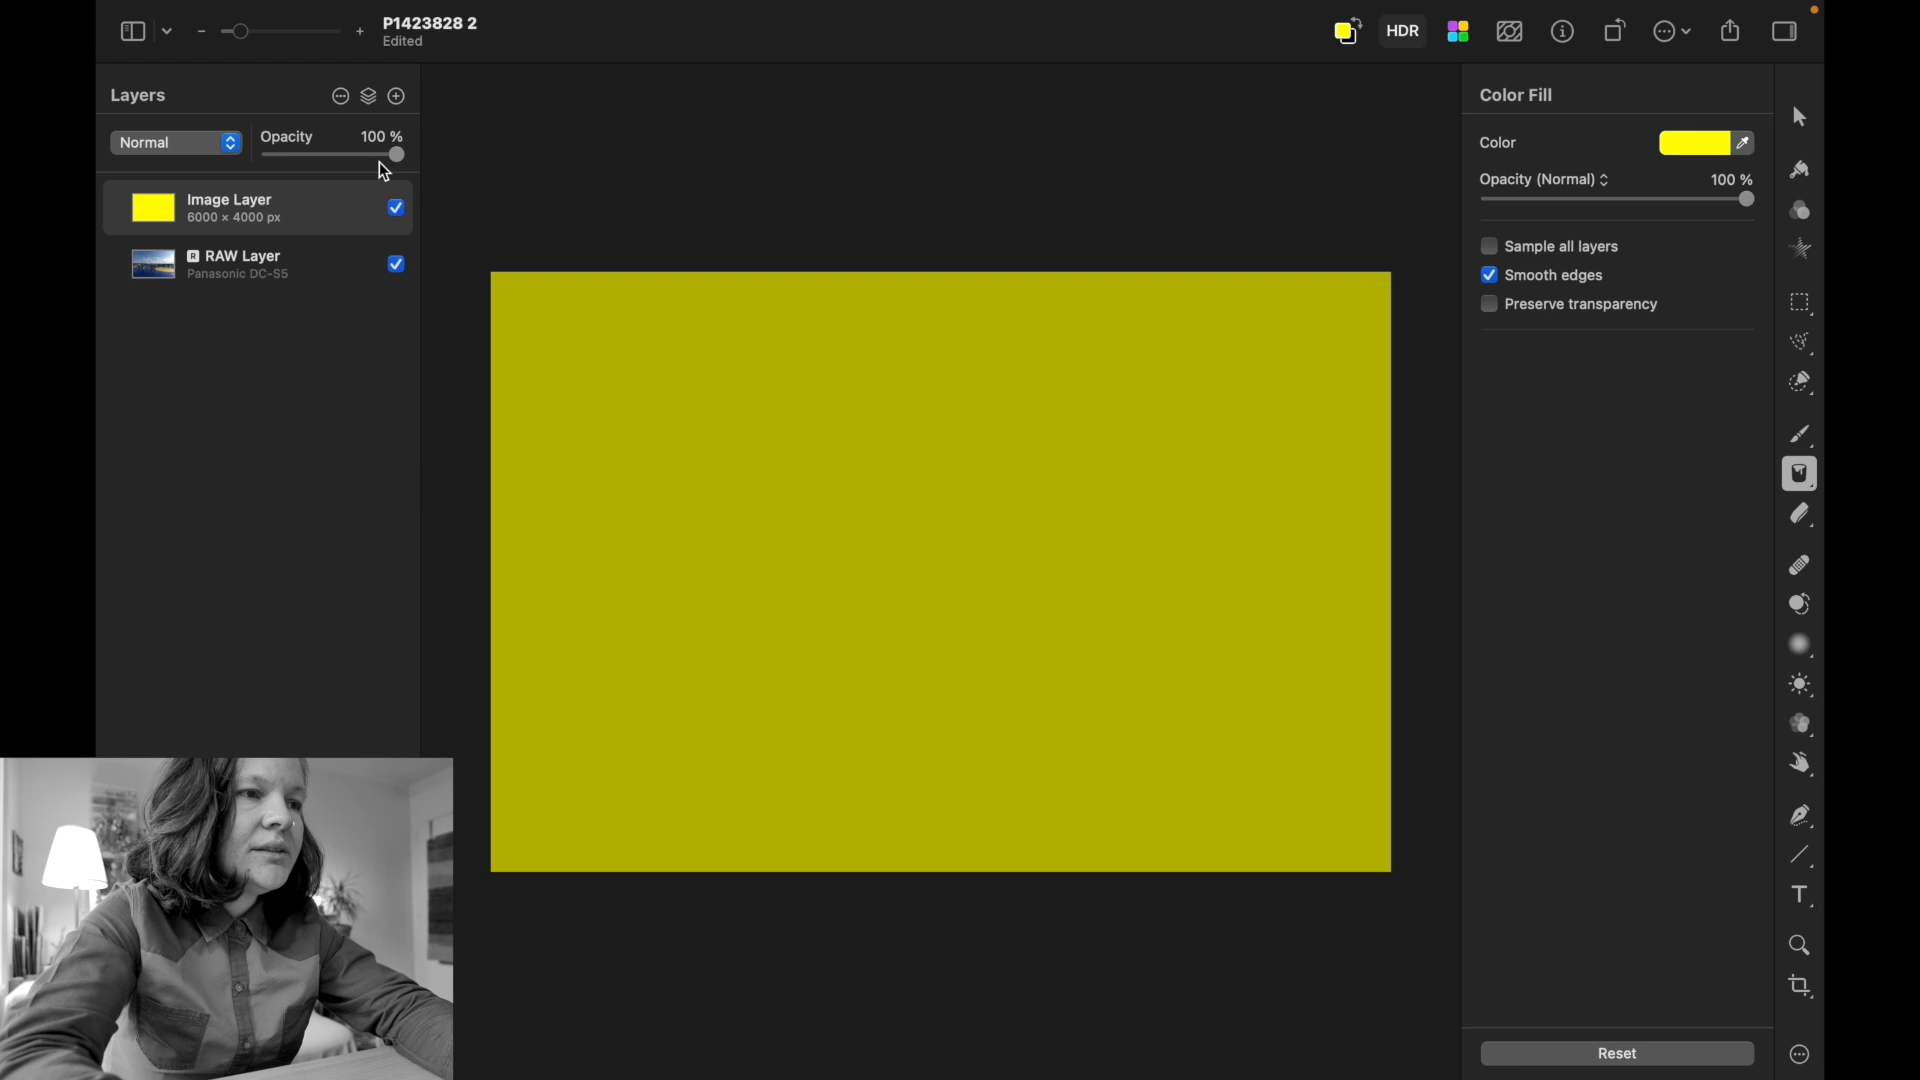 P1423828 2
Edited
HDR
Layers
Normal
Opacity
100 %
Image Layer
6000 × 4000 px
R RAW Layer
Panasonic DC-S5
Color Fill
Color
Opacity (Normal)
100 %
Sample all layers
Smooth edges
Preserve transparency
T
Reset